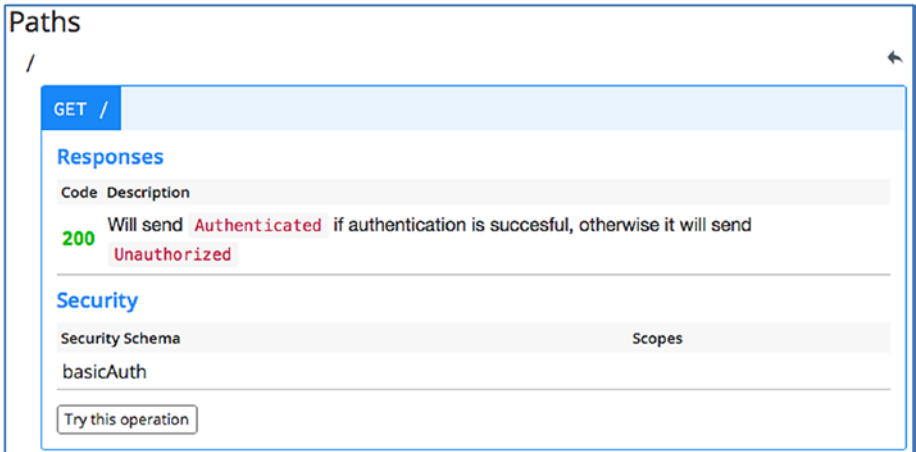 Paths
/
GET /
Responses
Code Description
200 Will send Authenticated if authentication is succesful, otherwise it will send
Unauthorized
Security
Security Schema Scopes
basicAuth
Try this operation